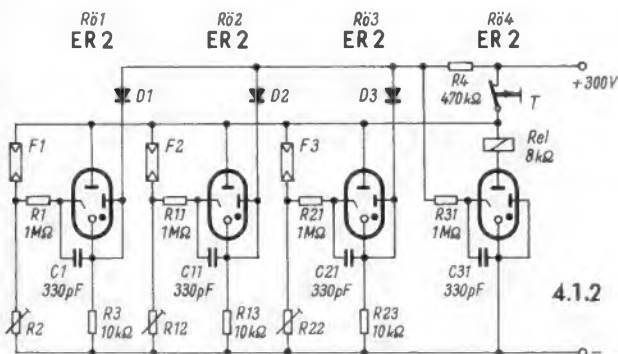 Rö1 Rö2 Rö3 Rö4
ER 2 ER 2 ER 2 ER 2
R4
470kΩ
T
+300V
D1 D2 D3
F1 F2 F3
Rel
8kΩ
R1 R11 R21 R31
1MΩ 1MΩ 1MΩ 1MΩ
C1 C11 C21 C31
330pF 330pF 330pF 330pF
4.1.2
R2 R3 R12 R13 R22 R23
10kΩ 10kΩ 10kΩ
–